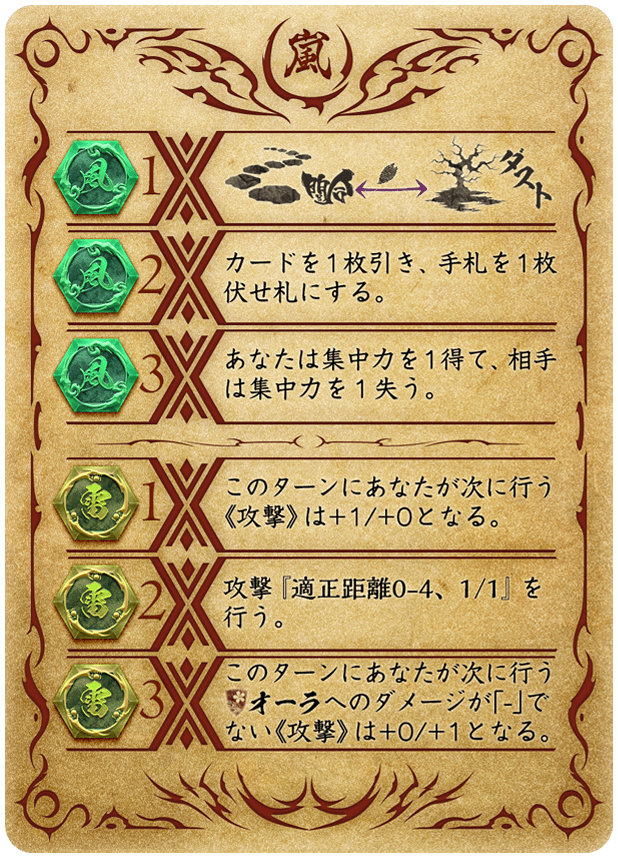 嵐
風 1 間合 ダスト
風 2 カードを1枚引き、手札を1枚
伏せ札にする。
風 3 あなたは集中力を1得て、相手
は集中力を1失う。
雷 1 このターンにあなたが次に行う
《攻撃》は+1/+0となる。
雷 2 攻撃『適正距離0-4、1/1』を
行う。
雷 3 このターンにあなたが次に行う
オーラへのダメージが「-」で
ない《攻撃》は+0/+1となる。